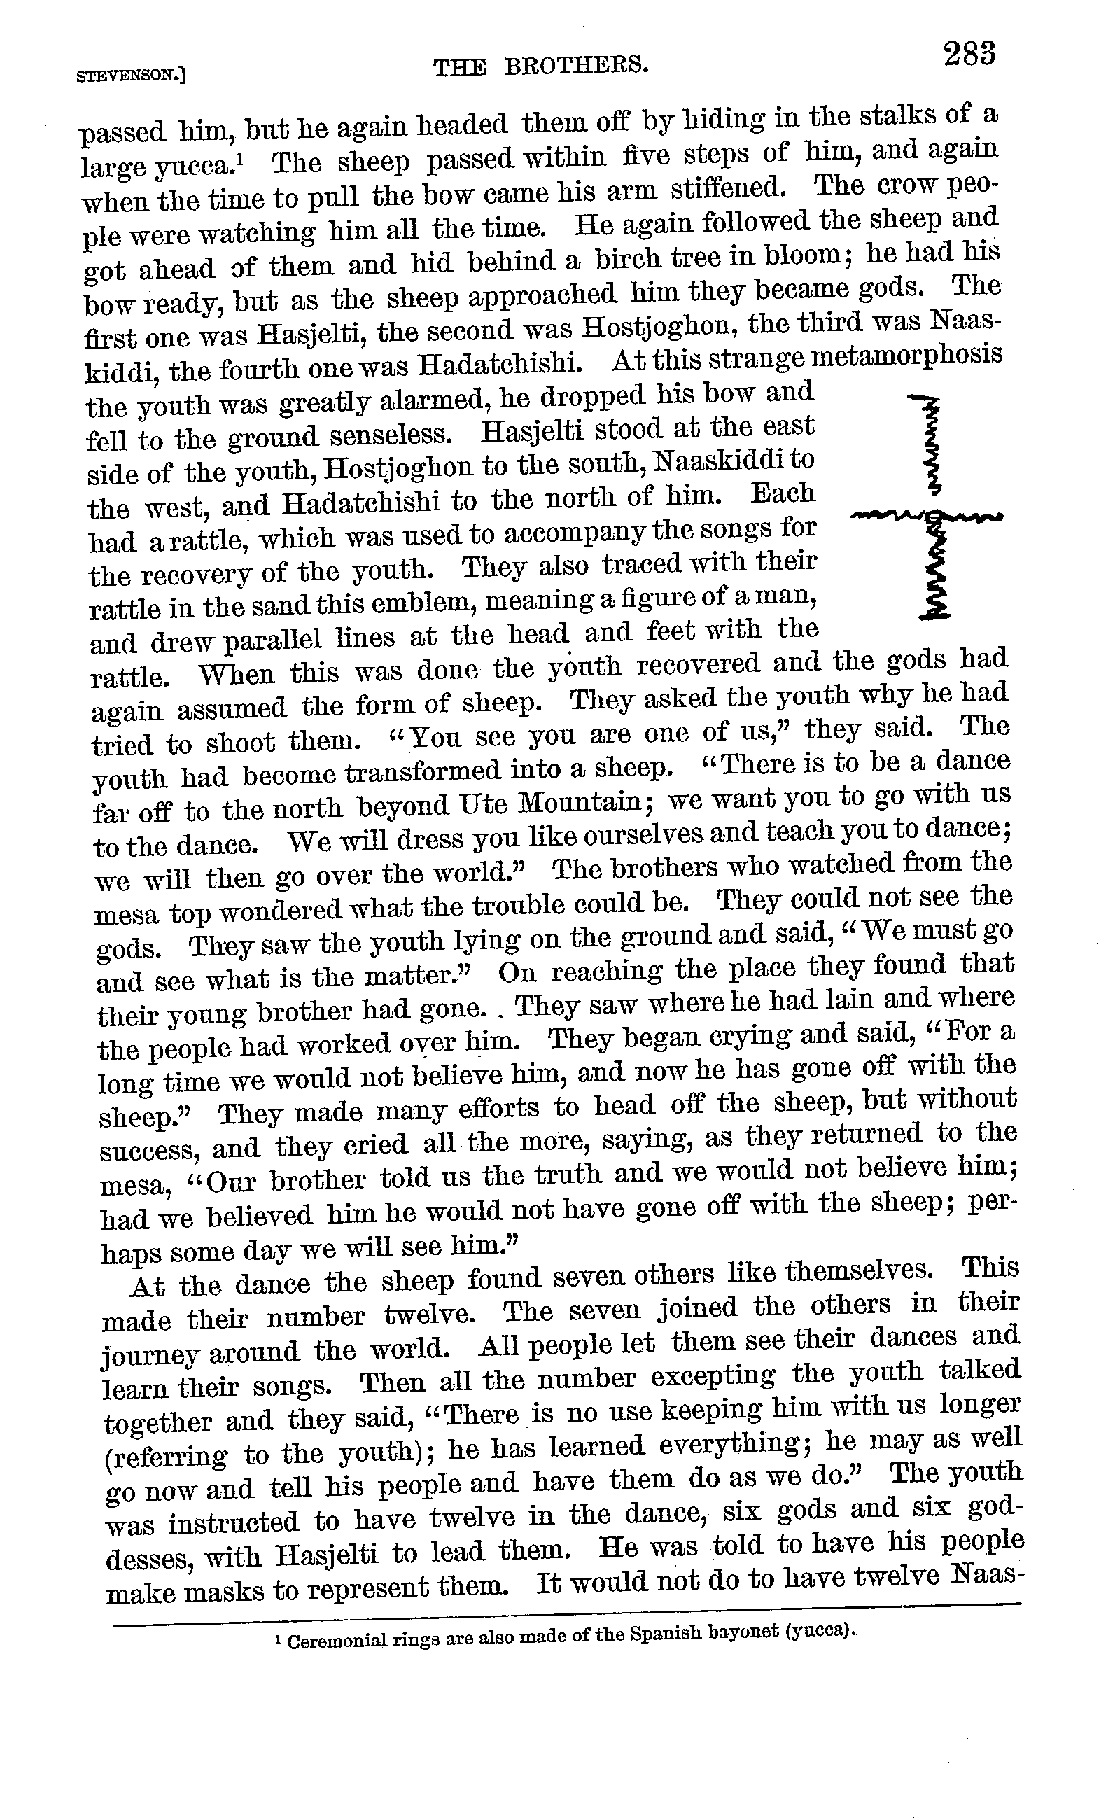 STEVENSON.] THE BROTHERS. 283
passed him, but he again headed them off by hiding in the stalks of a
large yucca.¹ The sheep passed within five steps of him, and again
when the time to pull the bow came his arm stiffened. The crow peo-
ple were watching him all the time. He again followed the sheep and
got ahead of them and hid behind a birch tree in bloom; he had his
bow ready, but as the sheep approached him they became gods. The
first one was Hasjelti, the second was Hostjoghon, the third was Naas-
kiddi, the fourth one was Hadatchishi. At this strange metamorphosis
the youth was greatly alarmed, he dropped his bow and
fell to the ground senseless. Hasjelti stood at the east
side of the youth, Hostjoghon to the south, Naaskiddi to
the west, and Hadatchishi to the north of him. Each
had a rattle, which was used to accompany the songs for
the recovery of the youth. They also traced with their
rattle in the sand this emblem, meaning a figure of a man,
and drew parallel lines at the head and feet with the
rattle. When this was done the youth recovered and the gods had
again assumed the form of sheep. They asked the youth why he had
tried to shoot them. "You see you are one of us," they said. The
youth had become transformed into a sheep. "There is to be a dance
far off to the north beyond Ute Mountain; we want you to go with us
to the dance. We will dress you like ourselves and teach you to dance;
we will then go over the world." The brothers who watched from the
mesa top wondered what the trouble could be. They could not see the
gods. They saw the youth lying on the ground and said, "We must go
and see what is the matter." On reaching the place they found that
their young brother had gone. They saw where he had lain and where
the people had worked over him. They began crying and said, "For a
long time we would not believe him, and now he has gone off with the
sheep." They made many efforts to head off the sheep, but without
success, and they cried all the more, saying, as they returned to the
mesa, "Our brother told us the truth and we would not believe him;
had we believed him he would not have gone off with the sheep; per-
haps some day we will see him."
At the dance the sheep found seven others like themselves. This
made their number twelve. The seven joined the others in their
journey around the world. All people let them see their dances and
learn their songs. Then all the number excepting the youth talked
together and they said, "There is no use keeping him with us longer
(referring to the youth); he has learned everything; he may as well
go now and tell his people and have them do as we do." The youth
was instructed to have twelve in the dance, six gods and six god-
desses, with Hasjelti to lead them. He was told to have his people
make masks to represent them. It would not do to have twelve Naas-
¹ Ceremonial rings are also made of the Spanish bayonet (yucca).